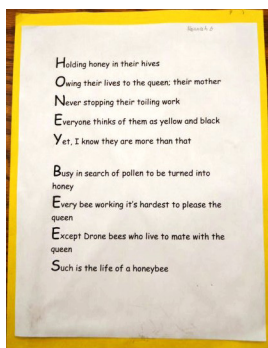 Holding honey in their hives
Owing their lives to the queen; their mother
Never stopping their toiling work
Everyone thinks of them as yellow and black
Yet, I know they are more than that
Busy in search of pollen to be turned into
honey
Every bee working it's hardest to please the
queen
Except Drone bees who live to mate with the
queen
Such is the life of a honeybee